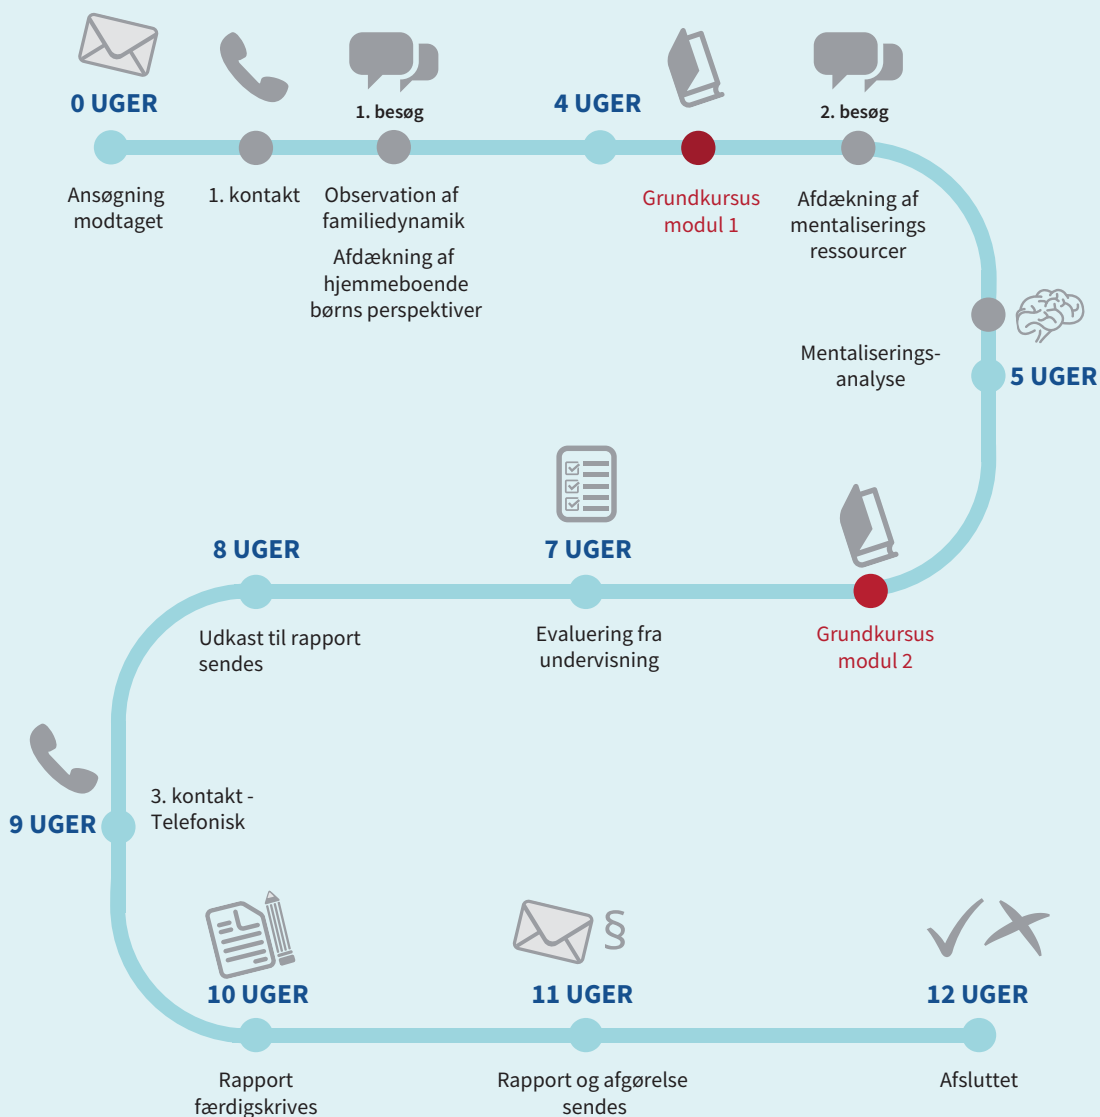 0 UGER
Ansøgning
modtaget
1. kontakt
1. besøg
Observation af
familiedynamik
Afdækning af
hjemmeboende
børns perspektiver
4 UGER
Grundkursus
modul 1
2. besøg
Afdækning af
mentaliserings
ressourcer
Mentaliserings-
analyse
5 UGER
Grundkursus
modul 2
7 UGER
Evaluering fra
undervisning
8 UGER
Udkast til rapport
sendes
9 UGER
3. kontakt -
Telefonisk
10 UGER
Rapport
færdigskrives
§
11 UGER
Rapport og afgørelse
sendes
12 UGER
Afsluttet